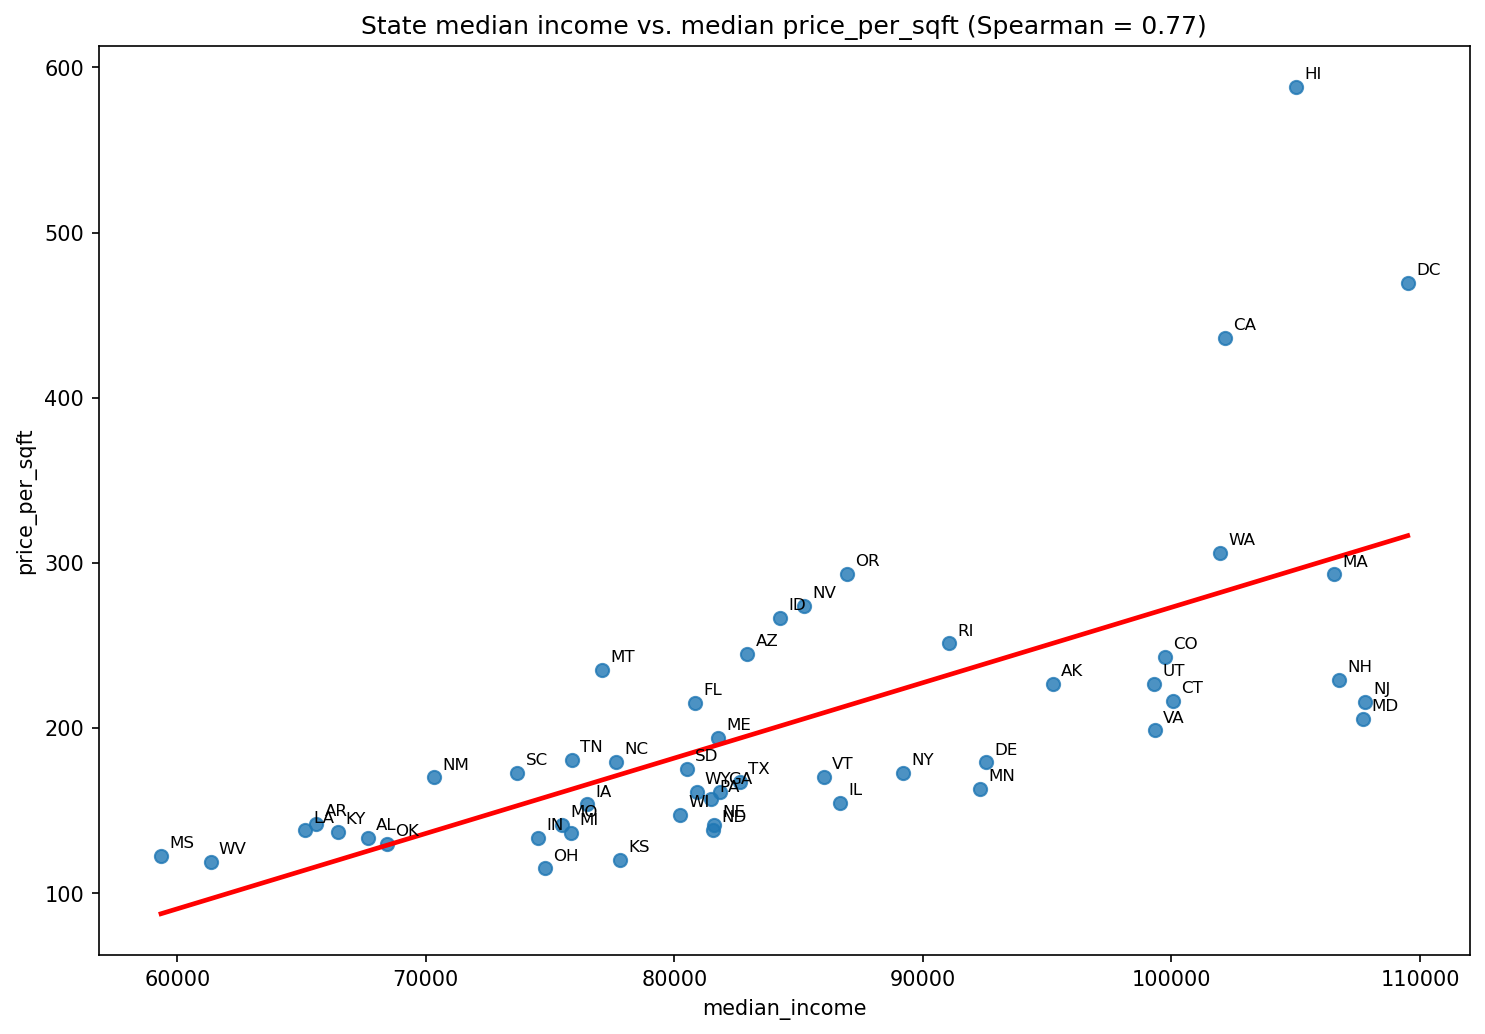 State median income vs. median price_per_sqft (Spearman = 0.77)
600
HI
500
DC
CA
400
price_per_sqft
300
WA
OR
MA
NV
ID
RI
AZ
CO
MT
NH
UT
AK
CT
NJ
FL
MD
200
ME
VA
TN
NC
DE
SD
SC
NM
TX
VT
NY
MN
WY
GA
PA
IA
IL
WI
MO
AR
LA
KY
MI
NE
ND
AL
IN
OK
MS
WV
OH
KS
100
60000
70000
80000
90000
100000
110000
median_income